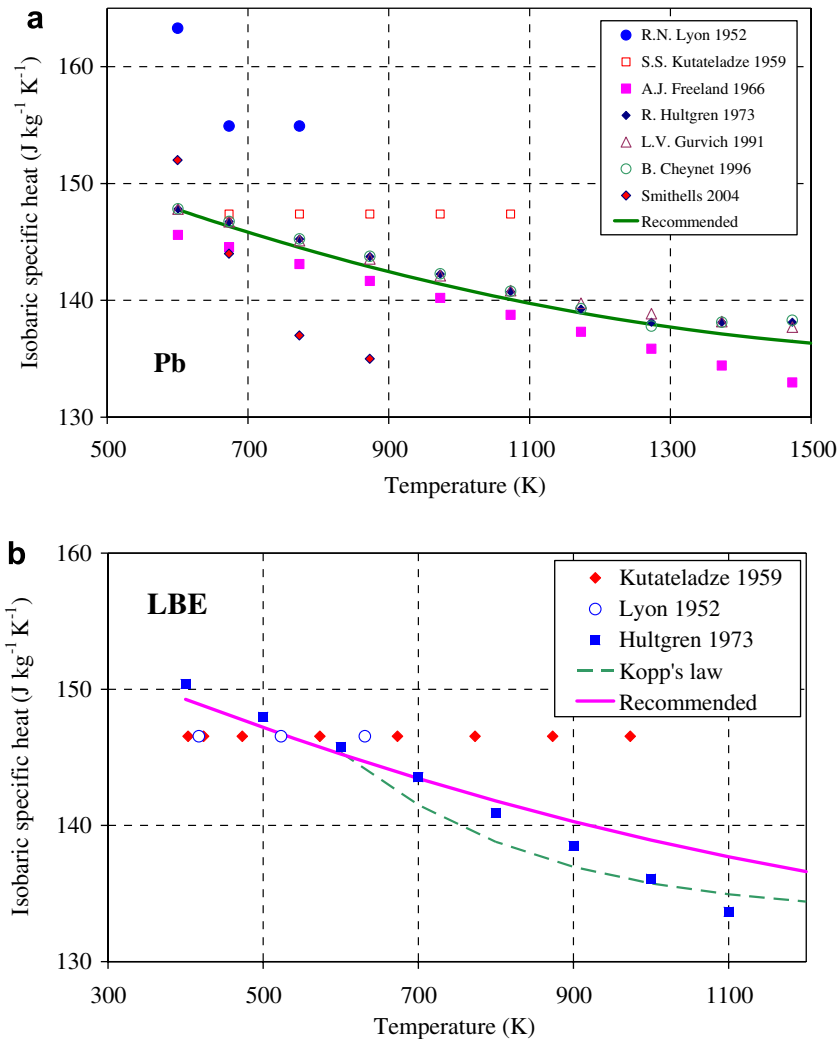 a
160
150
140
130
500
700
900
1100
1300
1500
Isobaric specific heat (J kg⁻¹ K⁻¹)
Temperature (K)
Pb
R.N. Lyon 1952
S.S. Kutateladze 1959
A.J. Freeland 1966
R. Hultgren 1973
L.V. Gurvich 1991
B. Cheynet 1996
Smithells 2004
Recommended
b
160
150
140
130
300
500
700
900
1100
Isobaric specific heat (J kg⁻¹ K⁻¹)
Temperature (K)
LBE
Kutateladze 1959
Lyon 1952
Hultgren 1973
Kopp's law
Recommended